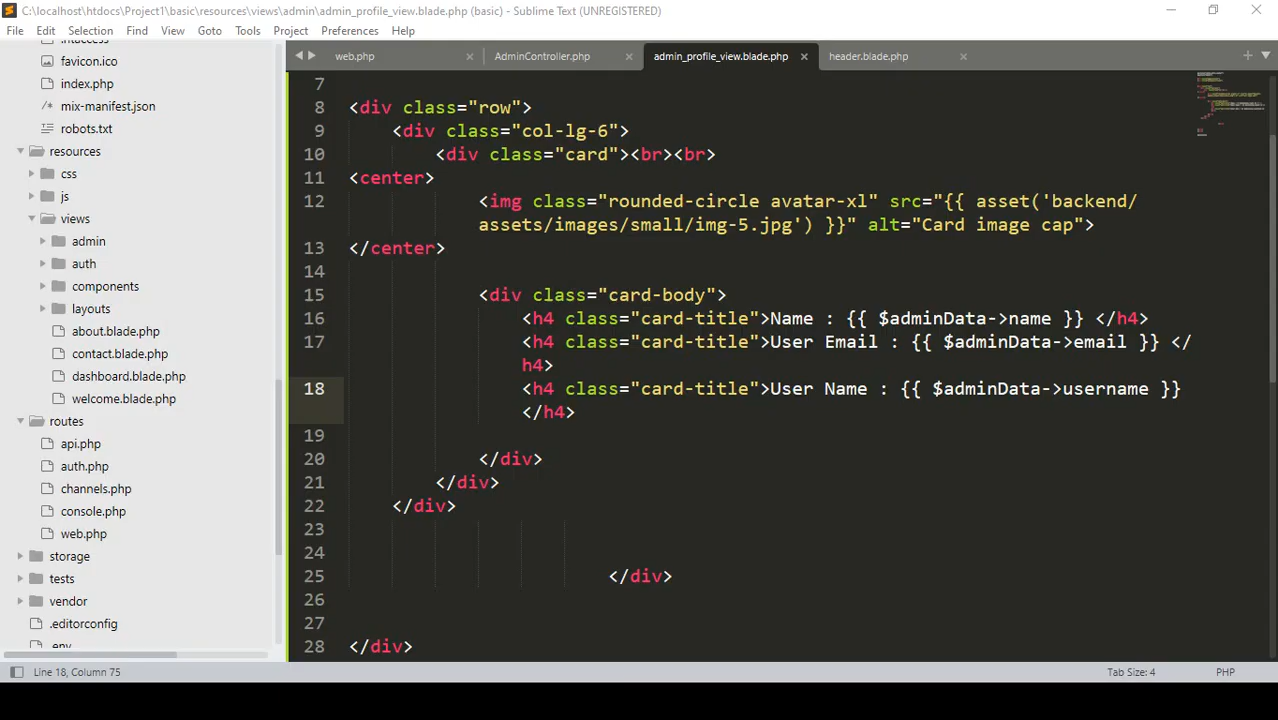 C:\localhost\htdocs\Project1\basic\resources\views\admin\admin_profile_view.blade.php (basic) - Sublime Text (UNREGISTERED)
File Edit Selection Find View Goto Tools Project Preferences Help
favicon.ico
index.php
/* mix-manifest.json
robots.txt
resources
css
js
views
admin
auth
components
layouts
about.blade.php
contact.blade.php
dashboard.blade.php
welcome.blade.php
routes
api.php
auth.php
channels.php
console.php
web.php
storage
tests
vendor
.editorconfig
.env
web.php × AdminController.php × admin_profile_view.blade.php × header.blade.php × +
7
8 <div class="row">
9 <div class="col-lg-6">
10 <div class="card"><br><br>
11 <center>
12 <img class="rounded-circle avatar-xl" src="{{ asset('backend/
assets/images/small/img-5.jpg') }}" alt="Card image cap">
13 </center>
14
15 <div class="card-body">
16 <h4 class="card-title">Name : {{ $adminData->name }} </h4>
17 <h4 class="card-title">User Email : {{ $adminData->email }} </
h4>
18 <h4 class="card-title">User Name : {{ $adminData->username }}
</h4>
19
20 </div>
21 </div>
22 </div>
23
24
25 </div>
26
27
28 </div>
Line 18, Column 75
Tab Size: 4
PHP